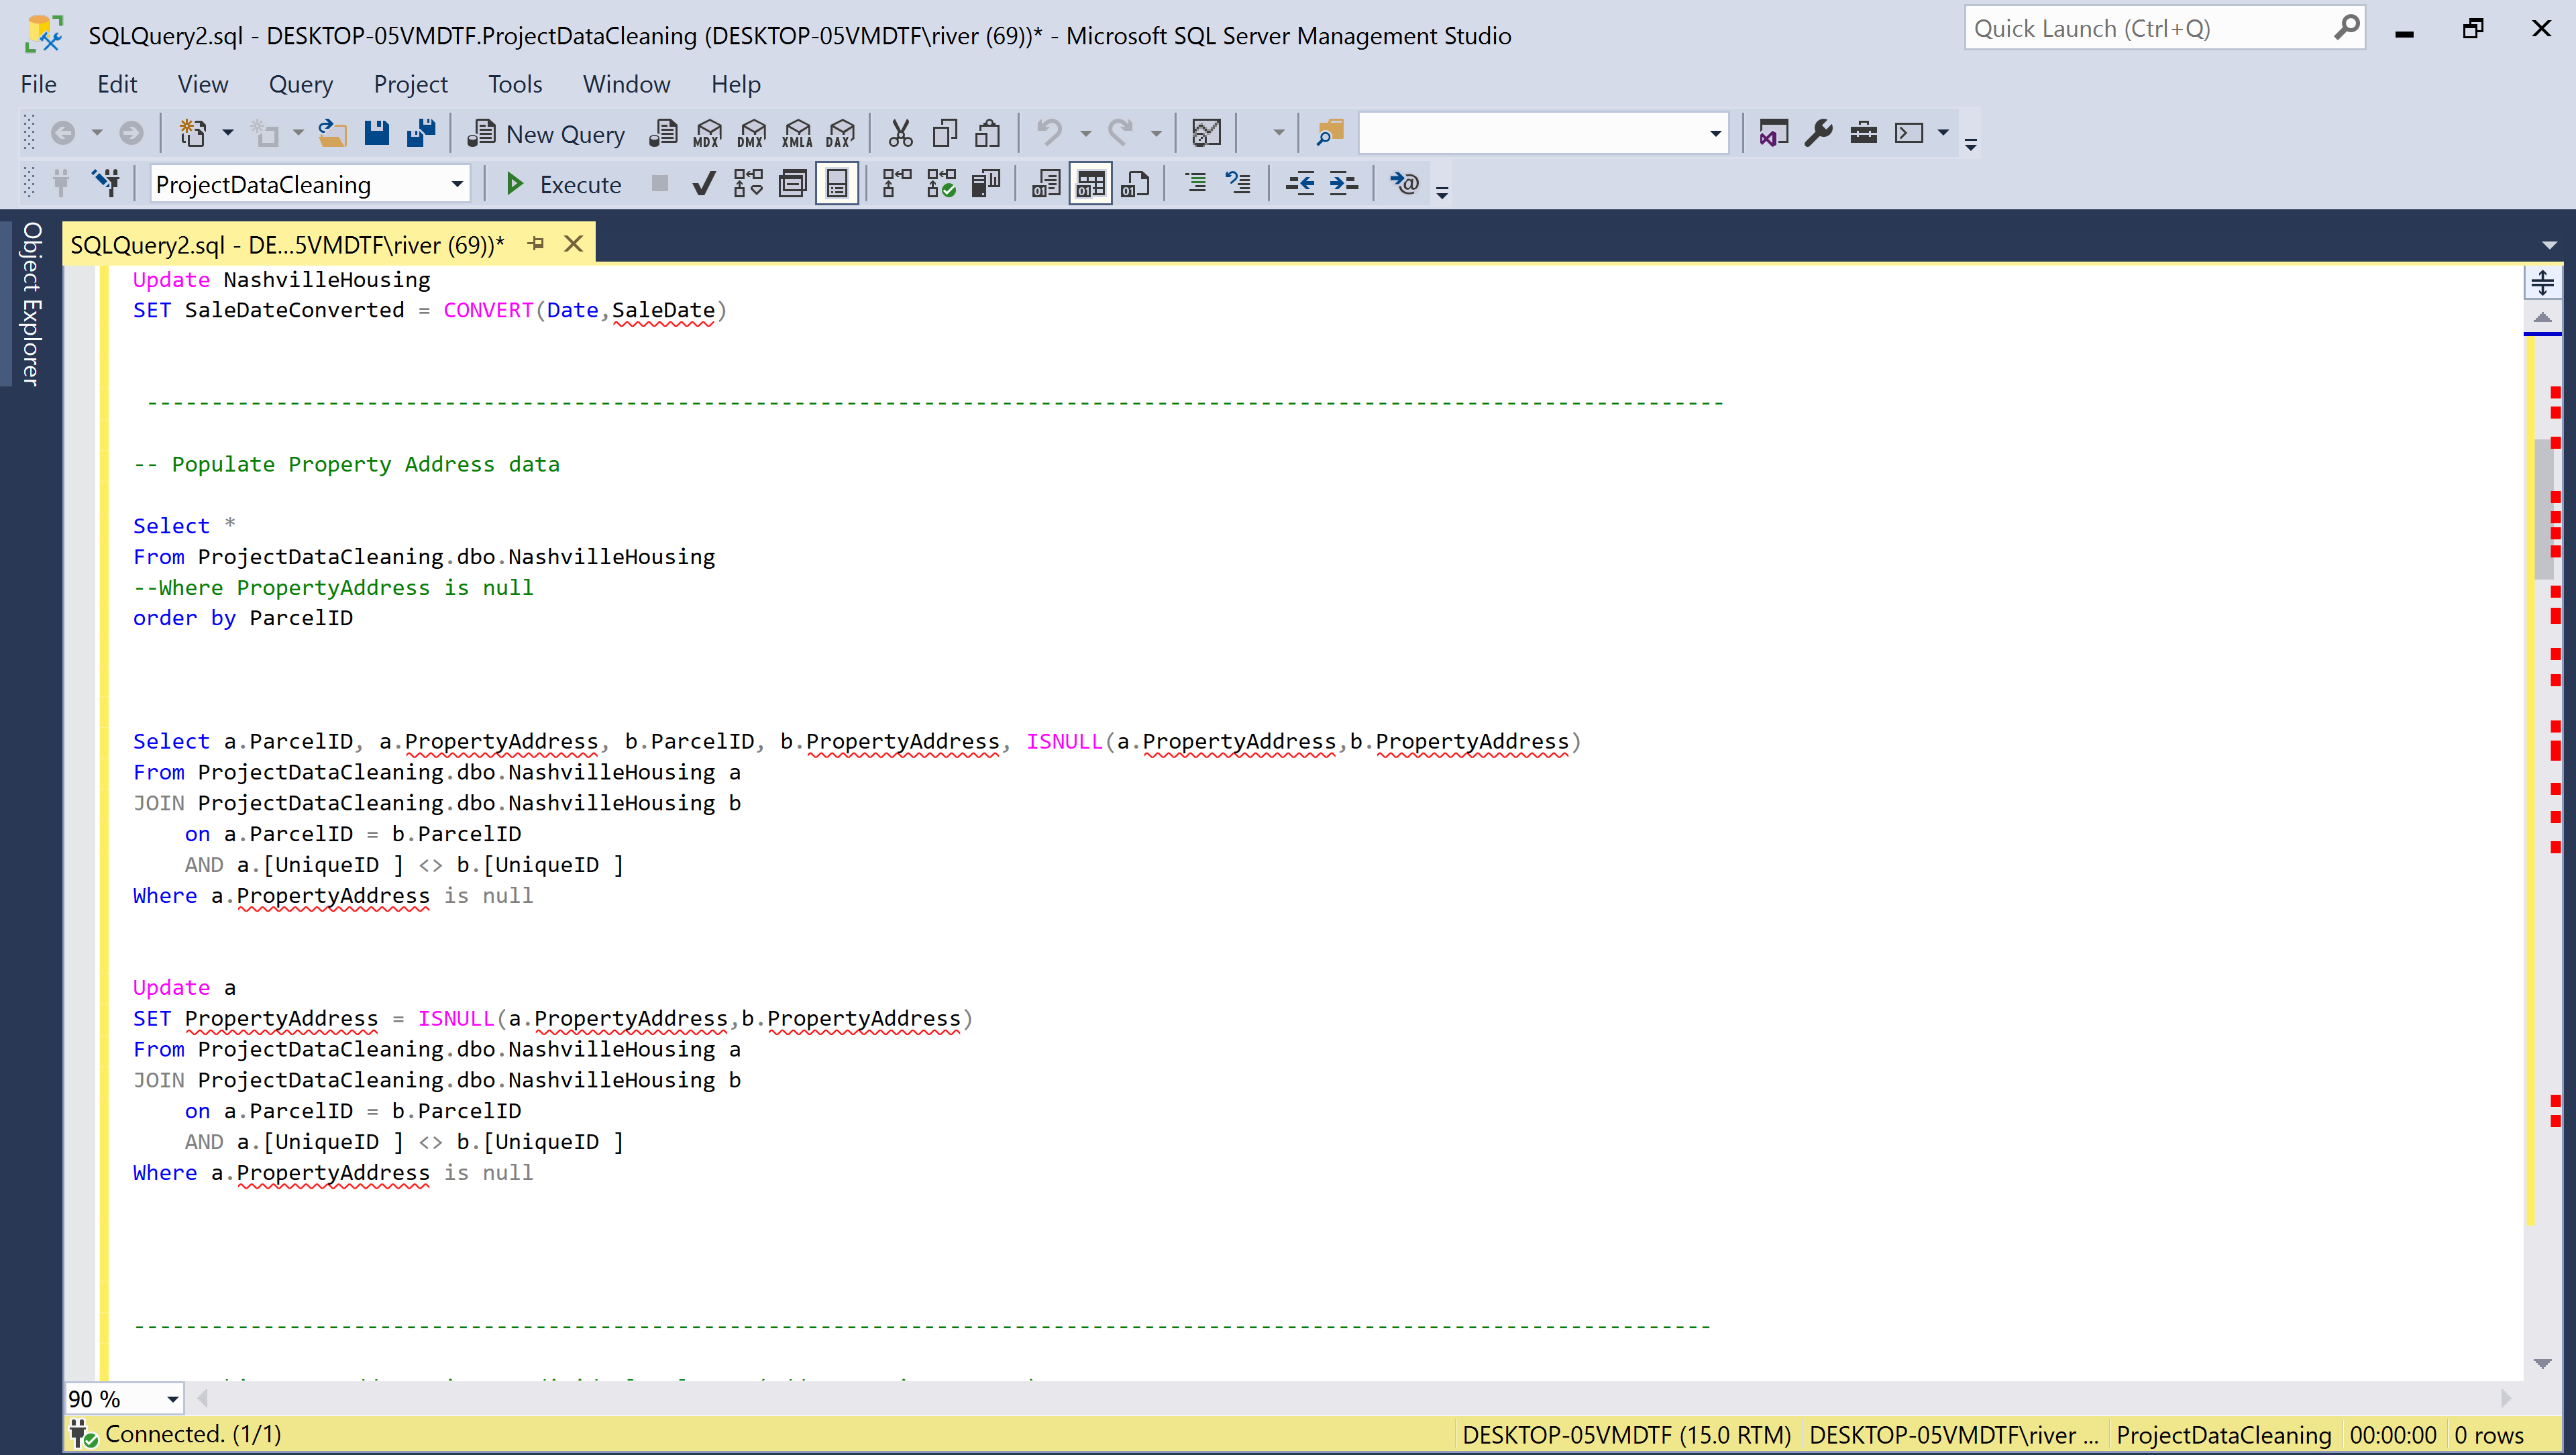 SQLQuery2.sql - DESKTOP-05VMDTF.ProjectDataCleaning (DESKTOP-05VMDTF\river (69))* - Microsoft SQL Server Management Studio
Quick Launch (Ctrl+Q)
File Edit View Query Project Tools Window Help
New Query MDX DMX XMLA DAX
ProjectDataCleaning Execute
Object Explorer
SQLQuery2.sql - DE...5VMDTF\river (69))*
Update NashvilleHousing
SET SaleDateConverted = CONVERT(Date,SaleDate)
--------------------------------------------------------------------------------------------------------------------------
-- Populate Property Address data
Select *
From ProjectDataCleaning.dbo.NashvilleHousing
--Where PropertyAddress is null
order by ParcelID
Select a.ParcelID, a.PropertyAddress, b.ParcelID, b.PropertyAddress, ISNULL(a.PropertyAddress,b.PropertyAddress)
From ProjectDataCleaning.dbo.NashvilleHousing a
JOIN ProjectDataCleaning.dbo.NashvilleHousing b
on a.ParcelID = b.ParcelID
AND a.[UniqueID ] <> b.[UniqueID ]
Where a.PropertyAddress is null
Update a
SET PropertyAddress = ISNULL(a.PropertyAddress,b.PropertyAddress)
From ProjectDataCleaning.dbo.NashvilleHousing a
JOIN ProjectDataCleaning.dbo.NashvilleHousing b
on a.ParcelID = b.ParcelID
AND a.[UniqueID ] <> b.[UniqueID ]
Where a.PropertyAddress is null
--------------------------------------------------------------------------------------------------------------------------
90 %
Connected. (1/1) DESKTOP-05VMDTF (15.0 RTM) DESKTOP-05VMDTF\river ... ProjectDataCleaning 00:00:00 0 rows